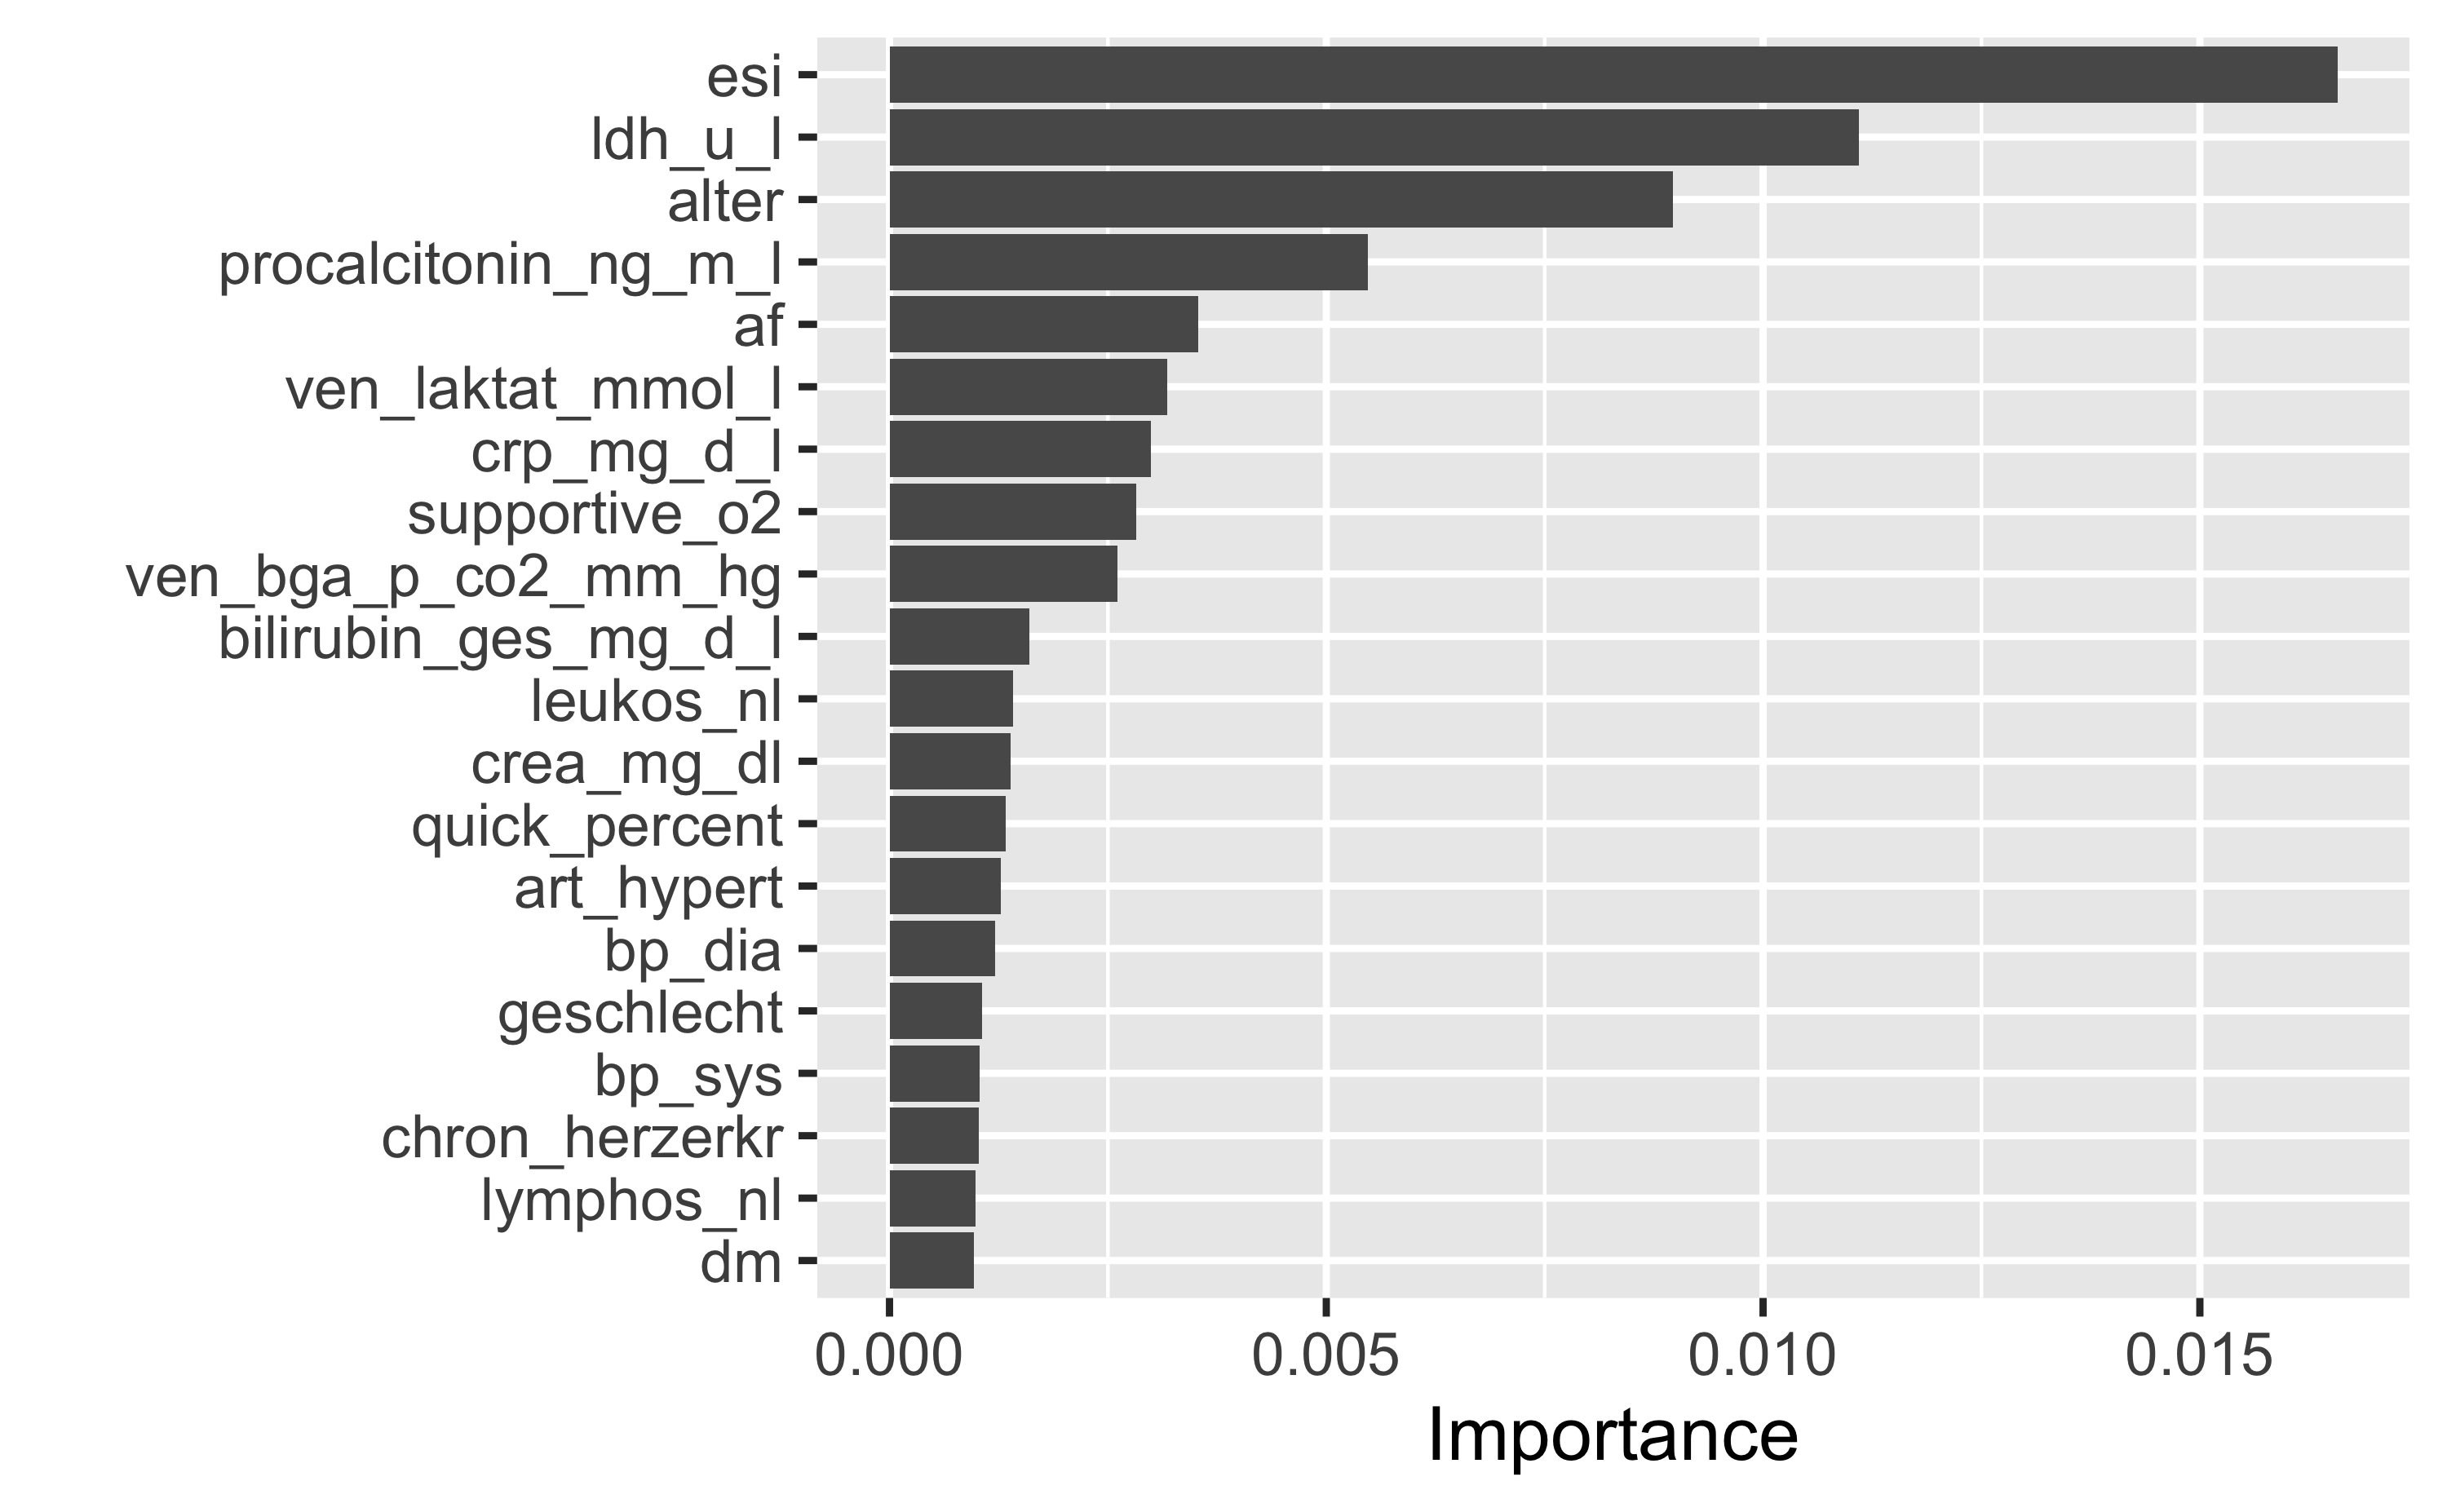 esi
ldh_u_l
alter
procalcitonin_ng_m_l
af
ven_laktat_mmol_l
crp_mg_d_l
supportive_o2
ven_bga_p_co2_mm_hg
bilirubin_ges_mg_d_l
leukos_nl
crea_mg_dl
quick_percent
art_hypert
bp_dia
geschlecht
bp_sys
chron_herzerkr
lymphos_nl
dm
0.000 0.005 0.010 0.015
Importance